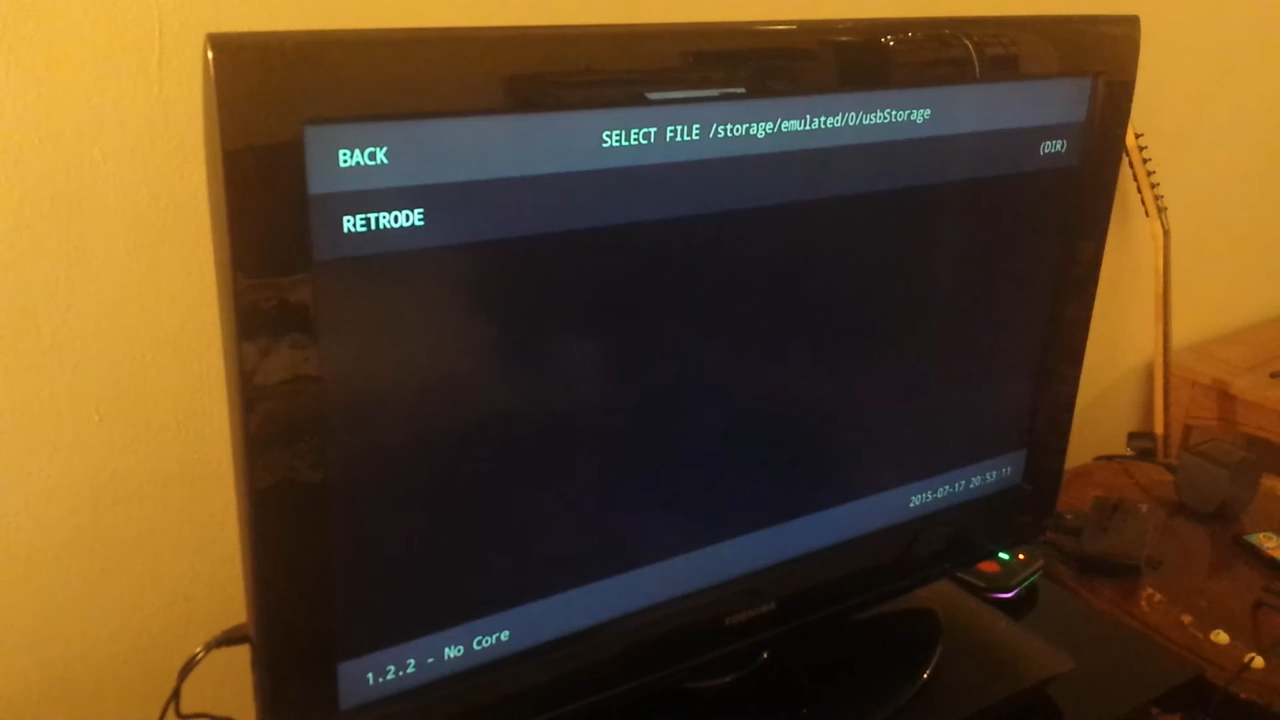 BACK
SELECT FILE /storage/emulated/0/usbStorage
(DIR)
RETRODE
2015-07-17 20:53:11
TOSHIBA
1.2.2 - No Core